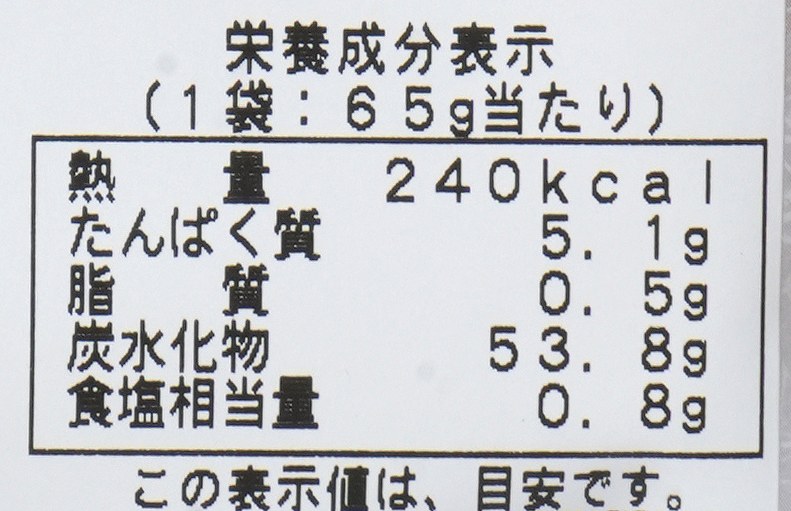 栄養成分表示
(1袋:65g当たり)
熱量 240kcal
たんぱく質 5.1g
脂質 0.5g
炭水化物 53.8g
食塩相当量 0.8g
この表示値は、目安です。